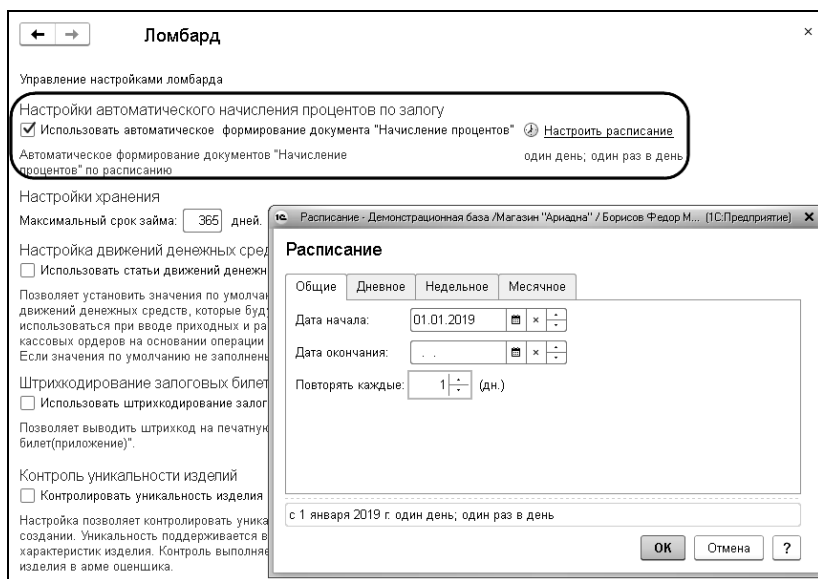 Ломбард
Управление настройками ломбарда
Настройки автоматического начисления процентов по залогу
Использовать автоматическое формирование документа "Начисление процентов" Настроить расписание
Автоматическое формирование документов "Начисление
процентов" по расписанию
один день; один раз в день
Настройки хранения
Максимальный срок займа: 365 дней.
Настройка движений денежных сред
Использовать статьи движений денежн
Позволяет установить значения по умолчан
движений денежных средств, которые буд
использоваться при вводе приходных и ра
кассовых ордеров на основании операции
Если значения по умолчанию не заполнены
Штрихкодирование залоговых билет
Использовать штрихкодирование залог
Позволяет выводить штрихкод на печатную
билет(приложение)".
Контроль уникальности изделий
Контролировать уникальность изделия
Настройка позволяет контролировать уника
создании. Уникальность поддерживается в
характеристик изделия. Контроль выполняе
изделия в арме оценщика.
1С Расписание - Демонстрационная база /Магазин "Ариадна" / Борисов Федор М... (1С:Предприятие)
Расписание
Общие Дневное Недельное Месячное
Дата начала: 01.01.2019
Дата окончания: . .
Повторять каждые: 1 (дн.)
с 1 января 2019 г. один день; один раз в день
ОК Отмена ?